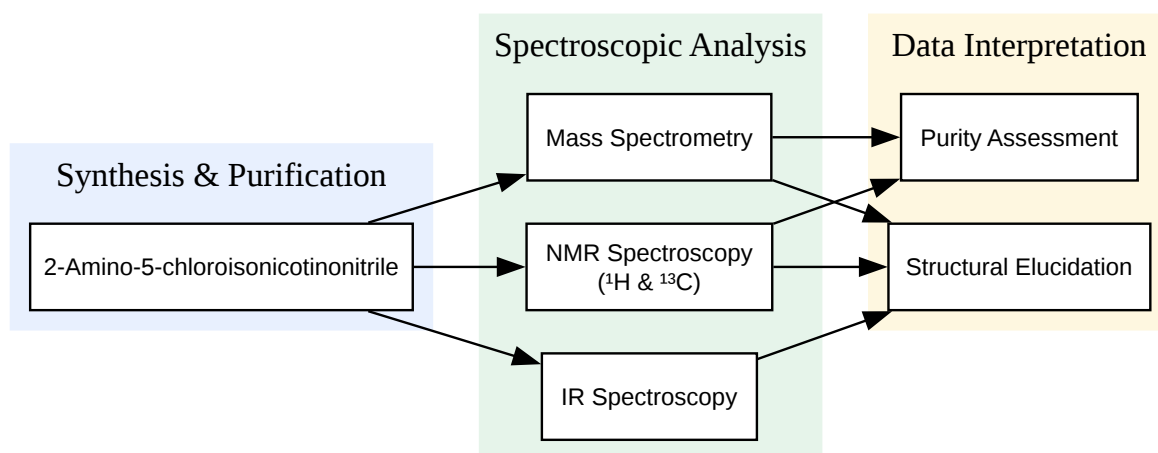 Synthesis & Purification
2-Amino-5-chloroisonicotinonitrile
Spectroscopic Analysis
Mass Spectrometry
NMR Spectroscopy
(¹H & ¹³C)
IR Spectroscopy
Data Interpretation
Purity Assessment
Structural Elucidation